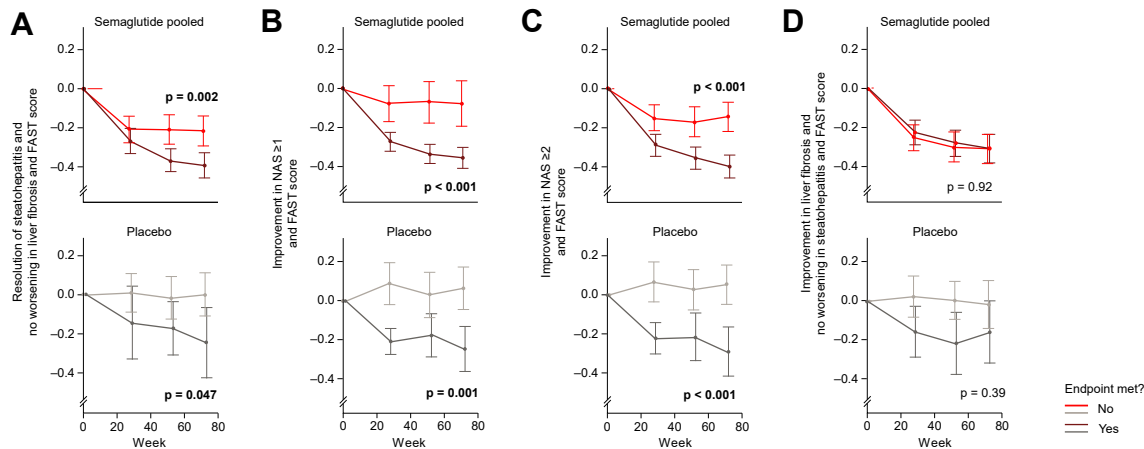 A
Resolution of steatohepatitis and
no worsening in liver fibrosis and FAST score
Semaglutide pooled
0.2
0.0
–0.2
–0.4
p = 0.002
Placebo
0.2
0.0
–0.2
–0.4
p = 0.047
0 20 40 60 80
Week
B
Improvement in NAS ≥1
and FAST score
Semaglutide pooled
0.2
0.0
–0.2
–0.4
p < 0.001
Placebo
0.2
0.0
–0.2
–0.4
p = 0.001
0 20 40 60 80
Week
C
Improvement in NAS ≥2
and FAST score
Semaglutide pooled
0.2
0.0
–0.2
–0.4
p < 0.001
Placebo
0.2
0.0
–0.2
–0.4
p < 0.001
0 20 40 60 80
Week
D
Improvement in liver fibrosis and
no worsening in steatohepatitis and FAST score
Semaglutide pooled
0.2
0.0
–0.2
–0.4
p = 0.92
Placebo
0.2
0.0
–0.2
–0.4
p = 0.39
0 20 40 60 80
Week
Endpoint met?
No
Yes